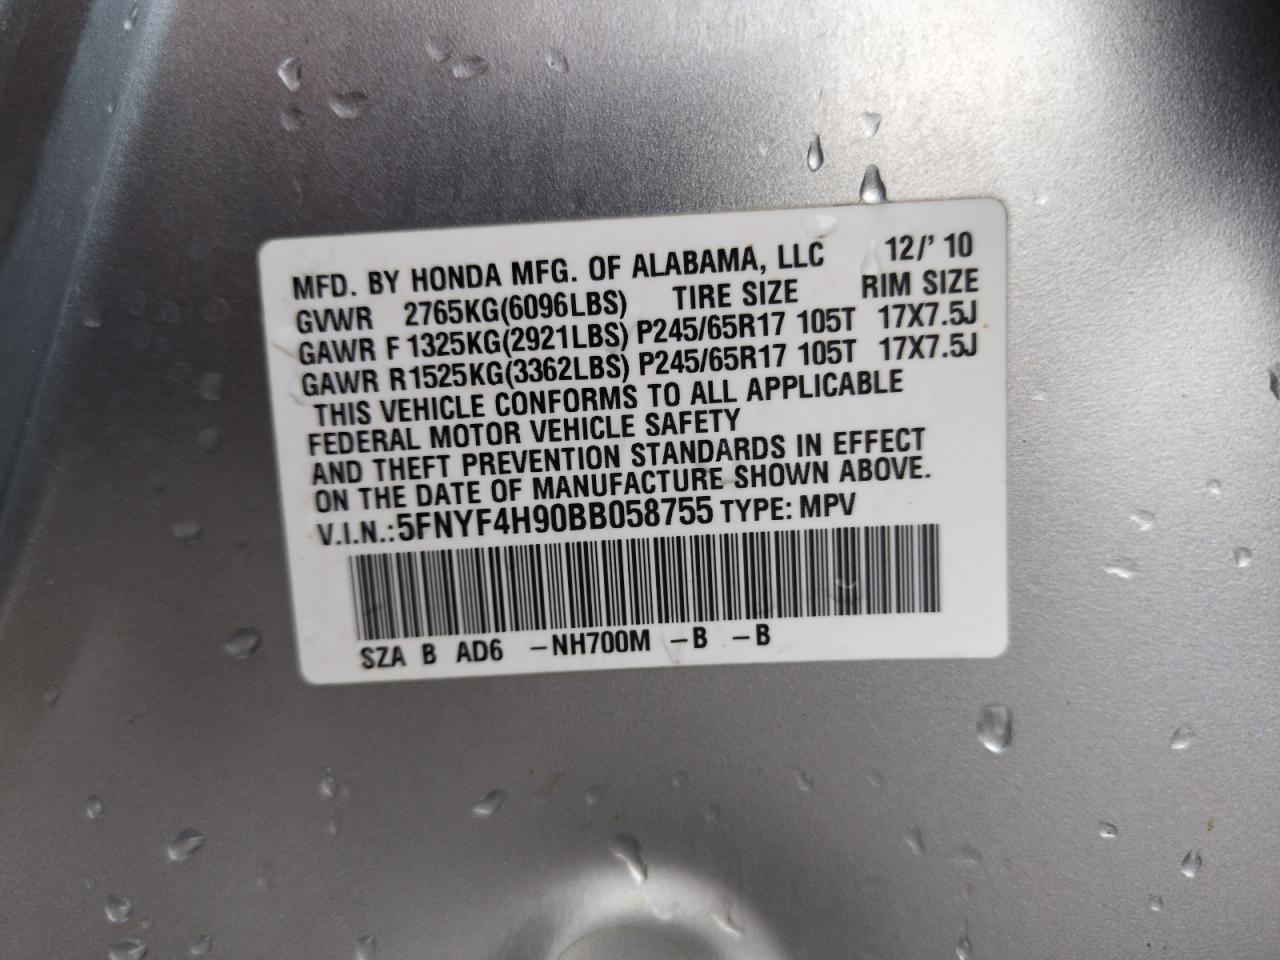 MFD. BY HONDA MFG. OF ALABAMA, LLC 12/' 10
GVWR 2765KG(6096LBS) TIRE SIZE RIM SIZE
GAWR F 1325KG(2921LBS) P245/65R17 105T 17X7.5J
GAWR R1525KG(3362LBS) P245/65R17 105T 17X7.5J
THIS VEHICLE CONFORMS TO ALL APPLICABLE
FEDERAL MOTOR VEHICLE SAFETY
AND THEFT PREVENTION STANDARDS IN EFFECT
ON THE DATE OF MANUFACTURE SHOWN ABOVE.
V.I.N.:5FNYF4H90BB058755 TYPE: MPV
SZA B AD6 -NH700M -B -B